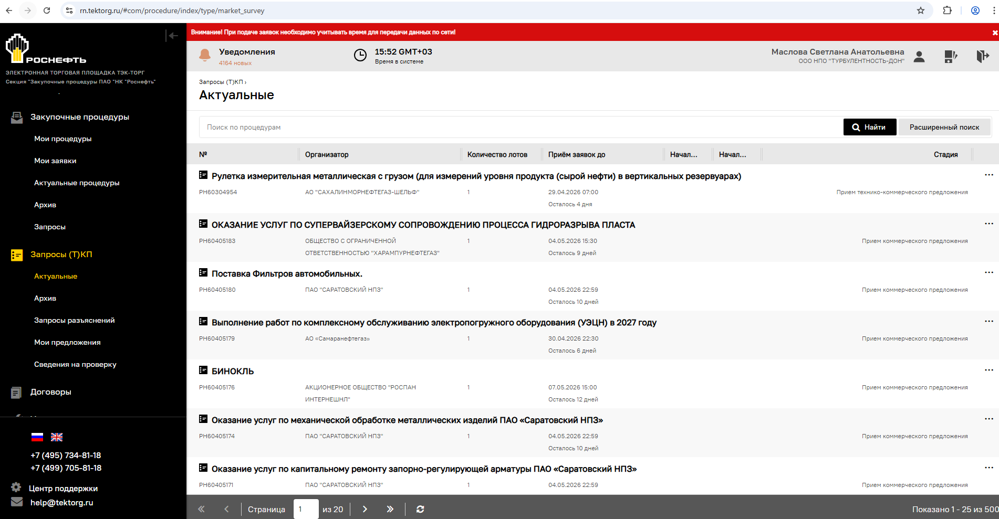 rn.tektorg.ru/#com/procedure/index/type/market_survey
Внимание! При подаче заявок необходимо учитывать время для передачи данных по сети!
РОСНЕФТЬ
ЭЛЕКТРОННАЯ ТОРГОВАЯ ПЛОЩАДКА ТЭК-ТОРГ
Секция "Закупочные процедуры ПАО "НК "Роснефть"
Закупочные процедуры
Мои процедуры
Мои заявки
Актуальные процедуры
Архив
Запросы
Запросы (Т)КП
Актуальные
Архив
Запросы разъяснений
Мои предложения
Сведения на проверку
Договоры
+7 (495) 734-81-18
+7 (499) 705-81-18
Центр поддержки
help@tektorg.ru
Уведомления
4164 новых
15:52 GMT+03
Время в системе
Маслова Светлана Анатольевна
ООО НПО "ТУРБУЛЕНТНОСТЬ-ДОН"
Запросы (Т)КП ›
Актуальные
Поиск по процедурам
Найти
Расширенный поиск
№ Организатор Количество лотов Приём заявок до Начал... Начал... Стадия
Рулетка измерительная металлическая с грузом (для измерений уровня продукта (сырой нефти) в вертикальных резервуарах)
РН60304954 АО "САХАЛИНМОРНЕФТЕГАЗ-ШЕЛЬФ" 1 29.04.2026 07:00 Прием технико-коммерческого предложения
Осталось 4 дня
ОКАЗАНИЕ УСЛУГ ПО СУПЕРВАЙЗЕРСКОМУ СОПРОВОЖДЕНИЮ ПРОЦЕССА ГИДРОРАЗРЫВА ПЛАСТА
РН60405183 ОБЩЕСТВО С ОГРАНИЧЕННОЙ 1 04.05.2026 15:30 Прием коммерческого предложения
ОТВЕТСТВЕННОСТЬЮ "ХАРАМПУРНЕФТЕГАЗ" Осталось 9 дней
Поставка Фильтров автомобильных.
РН60405180 ПАО "САРАТОВСКИЙ НПЗ" 1 04.05.2026 22:59 Прием коммерческого предложения
Осталось 10 дней
Выполнение работ по комплексному обслуживанию электропогружного оборудования (УЭЦН) в 2027 году
РН60405179 АО «Самаранефтегаз» 1 30.04.2026 22:30 Прием коммерческого предложения
Осталось 6 дней
БИНОКЛЬ
РН60405176 АКЦИОНЕРНОЕ ОБЩЕСТВО "РОСПАН 1 07.05.2026 15:00 Прием коммерческого предложения
ИНТЕРНЕШНЛ" Осталось 12 дней
Оказание услуг по механической обработке металлических изделий ПАО «Саратовский НПЗ»
РН60405174 ПАО "САРАТОВСКИЙ НПЗ" 1 04.05.2026 22:59 Прием коммерческого предложения
Осталось 10 дней
Оказание услуг по капитальному ремонту запорно-регулирующей арматуры ПАО «Саратовский НПЗ»
РН60405171 ПАО "САРАТОВСКИЙ НПЗ" 1 04.05.2026 22:59 Прием коммерческого предложения
Страница 1 из 20
Показано 1 - 25 из 500